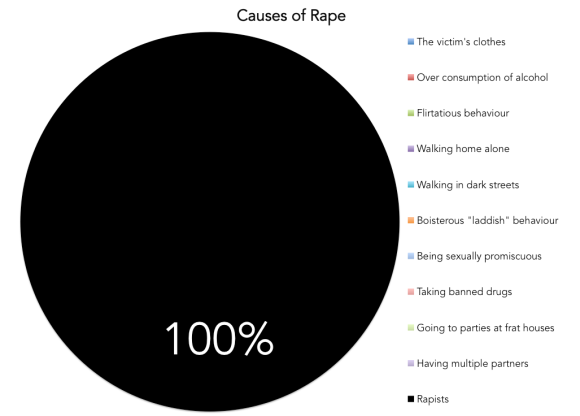 Causes of Rape
The victim's clothes
Over consumption of alcohol
Flirtatious behaviour
Walking home alone
Walking in dark streets
Boisterous "laddish" behaviour
Being sexually promiscuous
Taking banned drugs
Going to parties at frat houses
Having multiple partners
Rapists
100%